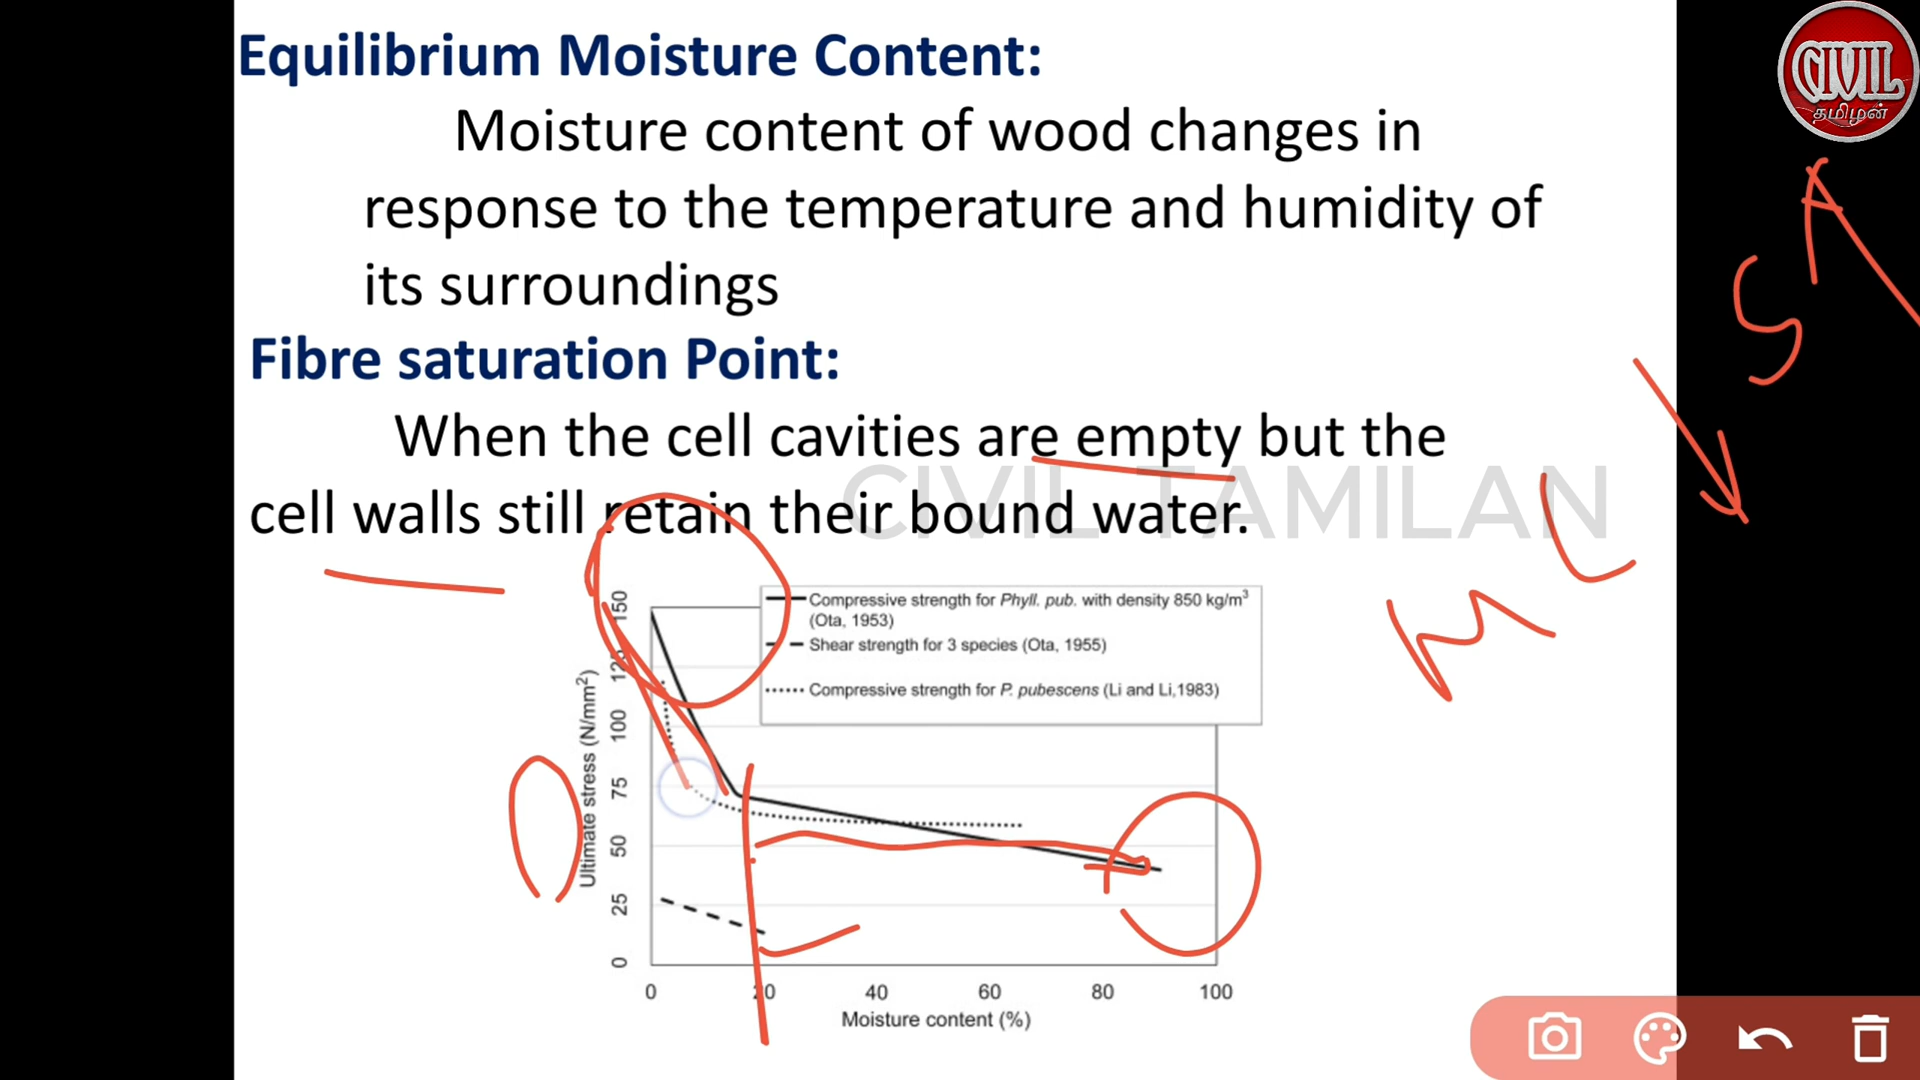 Equilibrium Moisture Content:
Moisture content of wood changes in
response to the temperature and humidity of
its surroundings
Fibre saturation Point:
When the cell cavities are empty but the
cell walls still retain their bound water.
CIVIL TAMILAN
CIVIL
தமிழன்
A
S
MC
Compressive strength for Phyll. pub. with density 850 kg/m³
(Ota, 1953)
Shear strength for 3 species (Ota, 1955)
Compressive strength for P. pubescens (Li and Li,1983)
Ultimate stress (N/mm²)
150
125
100
75
50
25
0
0 20 40 60 80 100
Moisture content (%)